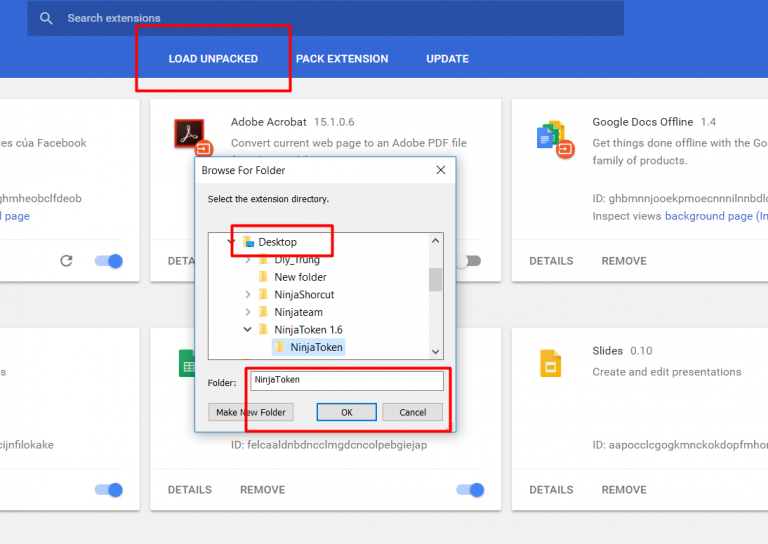 Search extensions
LOAD UNPACKED PACK EXTENSION UPDATE
es của Facebook
ghmheobclfdeob
d page
Adobe Acrobat 15.1.0.6
Convert current web page to an Adobe PDF file
Google Docs Offline 1.4
Get things done offline with the Goo
family of products.
ID: ghbmnnjooekpmoecnnnilnnbdlo
Inspect views background page (In
Browse For Folder
Select the extension directory.
Desktop
Diy_Trung
New folder
NinjaShorcut
Ninjateam
NinjaToken 1.6
NinjaToken
Folder: NinjaToken
Make New Folder OK Cancel
DETA
DETAILS REMOVE
s
cijnfilokake
ID: felcaaldnbdncclmgdcncolpebgiejap
DETAILS REMOVE
Slides 0.10
Create and edit presentations
ID: aapocclcgogkmnckokdopfmhon
DETAILS REMOVE